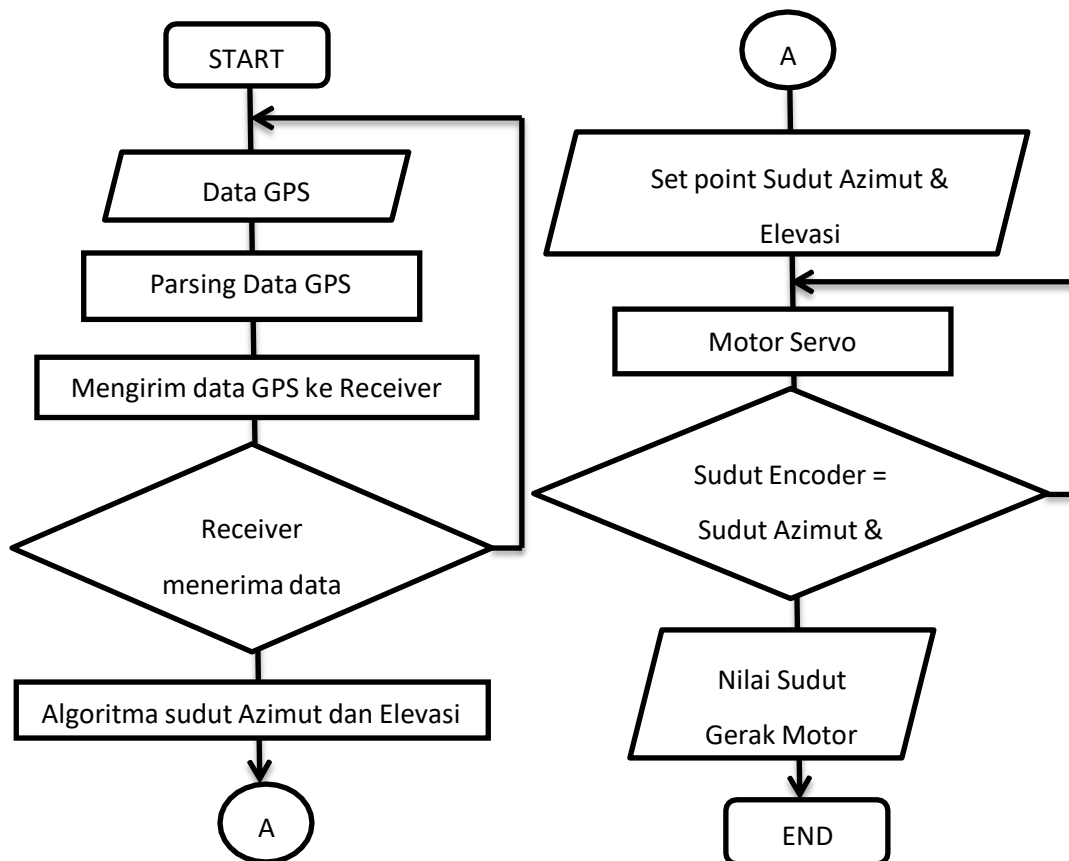 START
Data GPS
Parsing Data GPS
Mengirim data GPS ke Receiver
Receiver
menerima data
Algoritma sudut Azimut dan Elevasi
A
A
Set point Sudut Azimut &
Elevasi
Motor Servo
Sudut Encoder =
Sudut Azimut &
Nilai Sudut
Gerak Motor
END